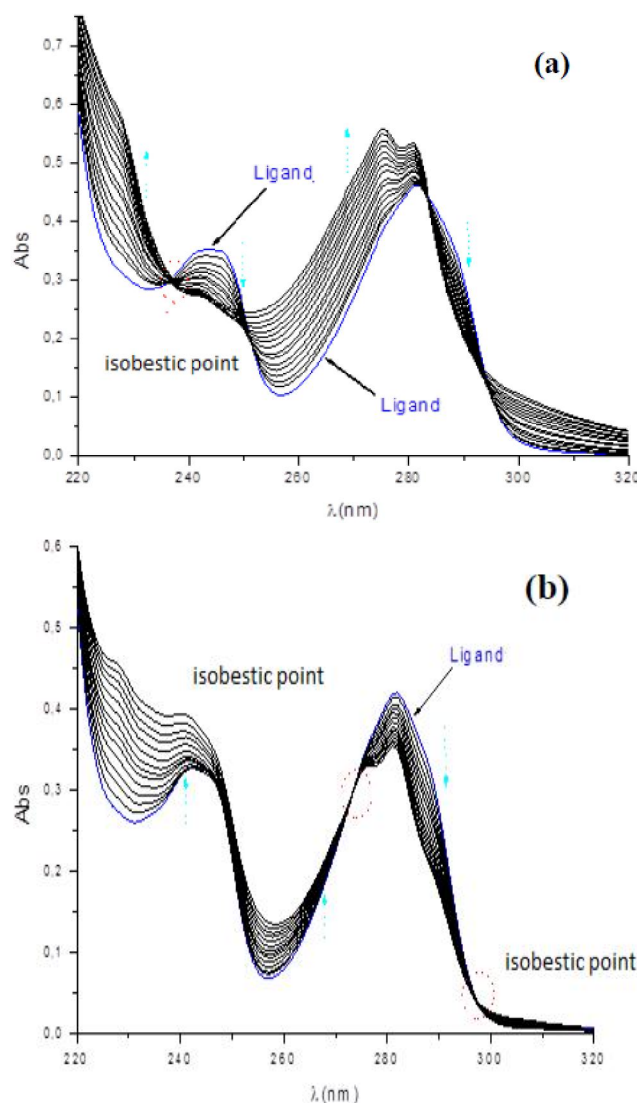 (a)
0,7
0,6
0,5
0,4
0,3
0,2
0,1
0,0
Abs
Ligand
isobestic point
Ligand
220 240 260 280 300 320
λ(nm)
(b)
0,6
0,5
0,4
0,3
0,2
0,1
0,0
Abs
isobestic point
Ligand
isobestic point
220 240 260 280 300 320
λ(nm)